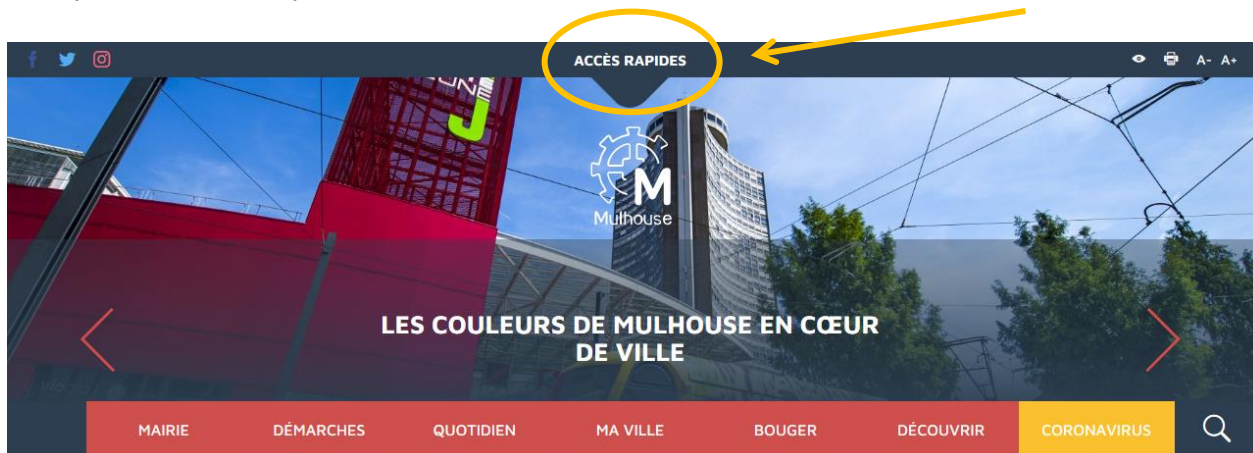 ACCÈS RAPIDES
A- A+
J
M
Mulhouse
LES COULEURS DE MULHOUSE EN CŒUR
DE VILLE
MAIRIE DÉMARCHES QUOTIDIEN MA VILLE BOUGER DÉCOUVRIR CORONAVIRUS